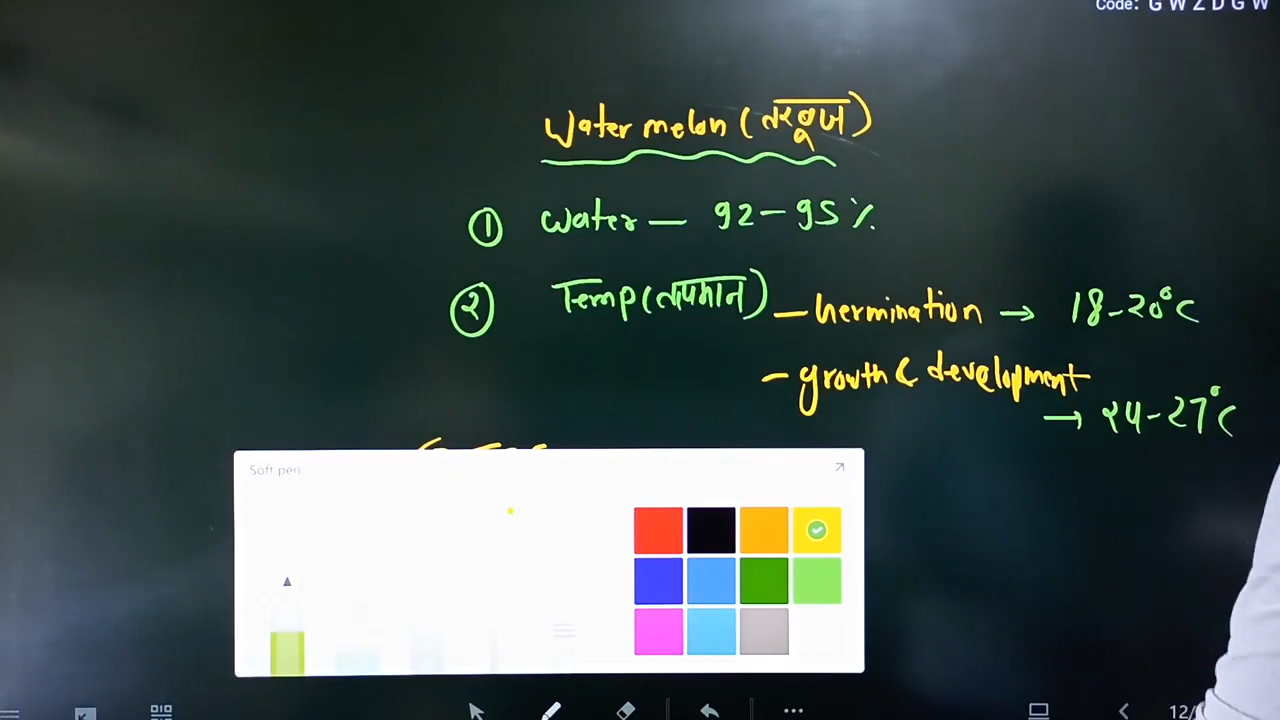 Code: G W Z D G W
Water melon (तरबूज)
① Water — 92-95%
② Temp (तापमान) — Germination → 18-20°C
- growth & development
→ 24-27°C
Soft pen
12/